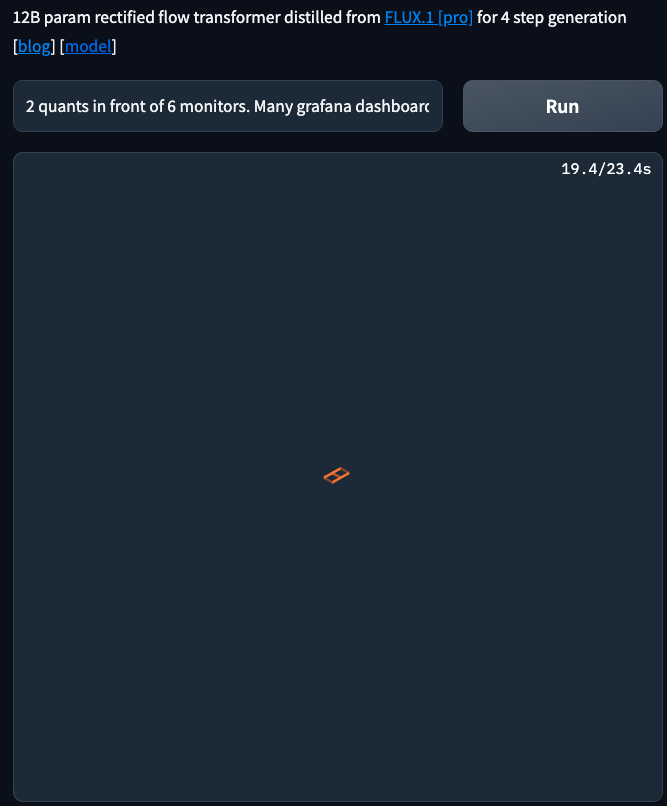 12B param rectified flow transformer distilled from FLUX.1 [pro] for 4 step generation
[blog] [model]
2 quants in front of 6 monitors. Many grafana dashboard
Run
19.4/23.4s